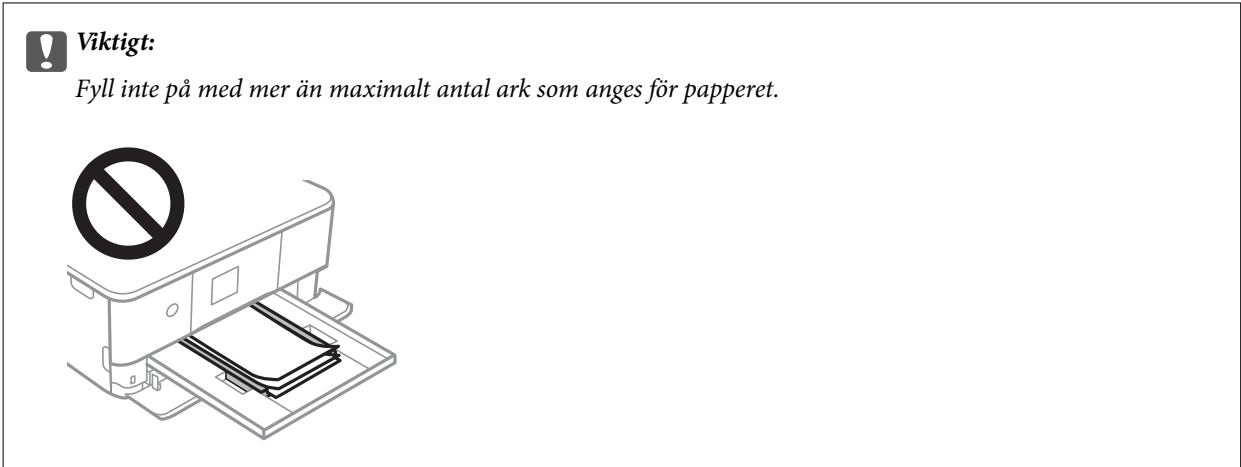 Viktigt:
Fyll inte på med mer än maximalt antal ark som anges för papperet.